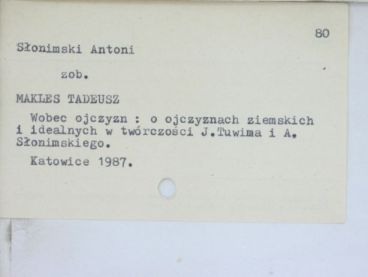 80
Słonimski Antoni
zob.
MAKLES TADEUSZ
Wobec ojczyzn : o ojczyznach ziemskich
i idealnych w twórczości J.Tuwima i A.
Słonimskiego.
Katowice 1987.